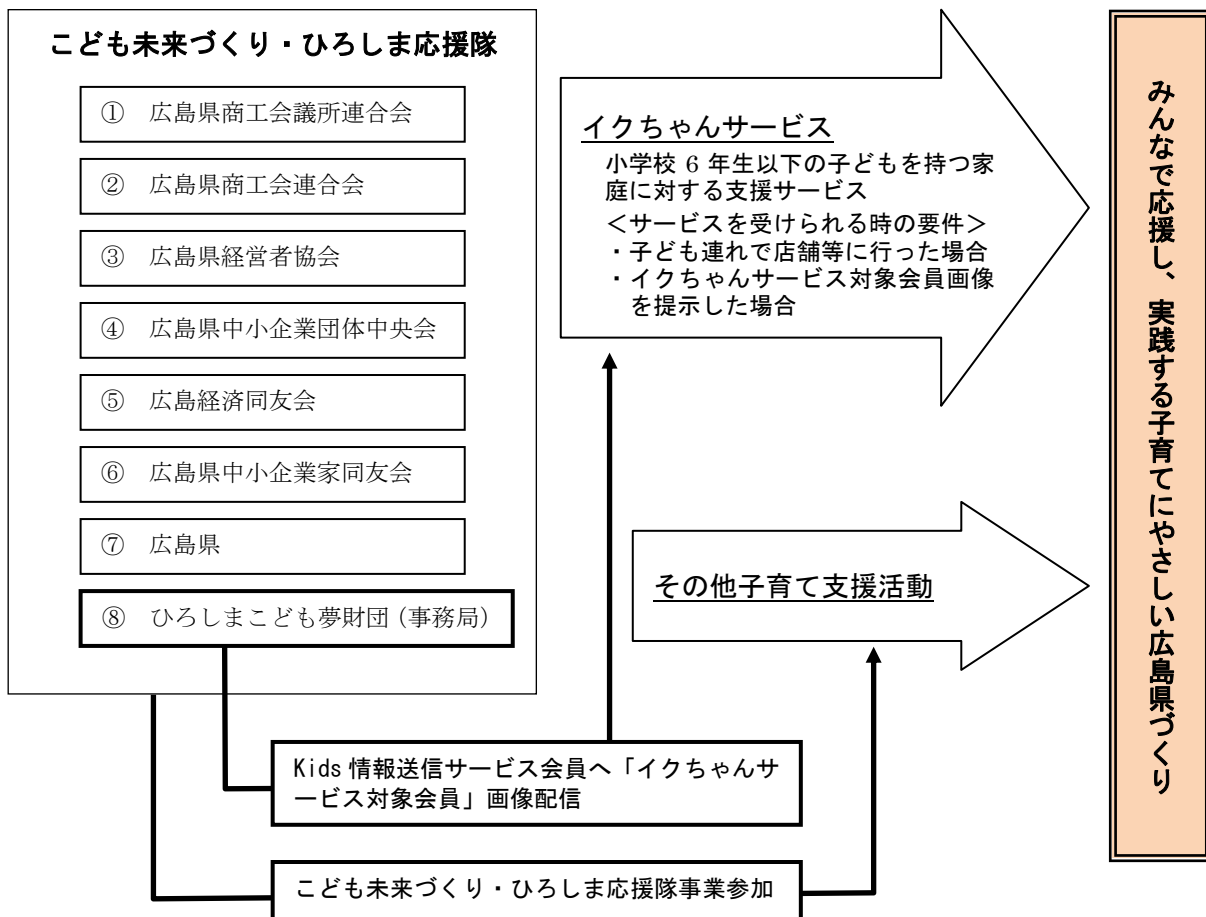 こども未来づくり・ひろしま応援隊
① 広島県商工会議所連合会
② 広島県商工会連合会
③ 広島県経営者協会
④ 広島県中小企業団体中央会
⑤ 広島経済同友会
⑥ 広島県中小企業家同友会
⑦ 広島県
⑧ ひろしまこども夢財団(事務局)
イクちゃんサービス
小学校 6 年生以下の子どもを持つ家
庭に対する支援サービス
<サービスを受けられる時の要件>
・子ども連れで店舗等に行った場合
・イクちゃんサービス対象会員画像
を提示した場合
その他子育て支援活動
Kids 情報送信サービス会員へ「イクちゃんサ
ービス対象会員」画像配信
こども未来づくり・ひろしま応援隊事業参加
みんなで応援し、実践する子育てにやさしい広島県づくり